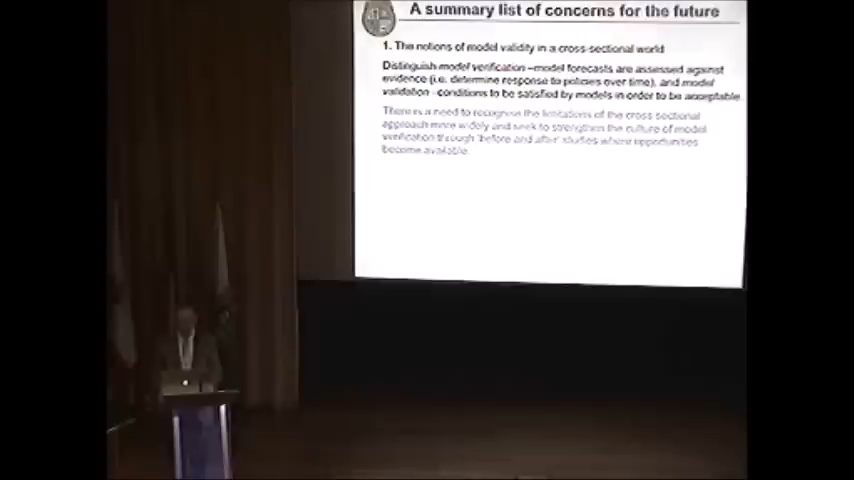 A summary list of concerns for the future
1. The notions of model validity in a cross-sectional world
Distinguish model verification –model forecasts are assessed against
evidence (i.e. determine response to policies over time), and model
validation –conditions to be satisfied by models in order to be acceptable
There is a need to recognise the limitations of the cross sectional
approach more widely and seek to strengthen the culture of model
verification through 'before and after' studies where opportunities
become available.